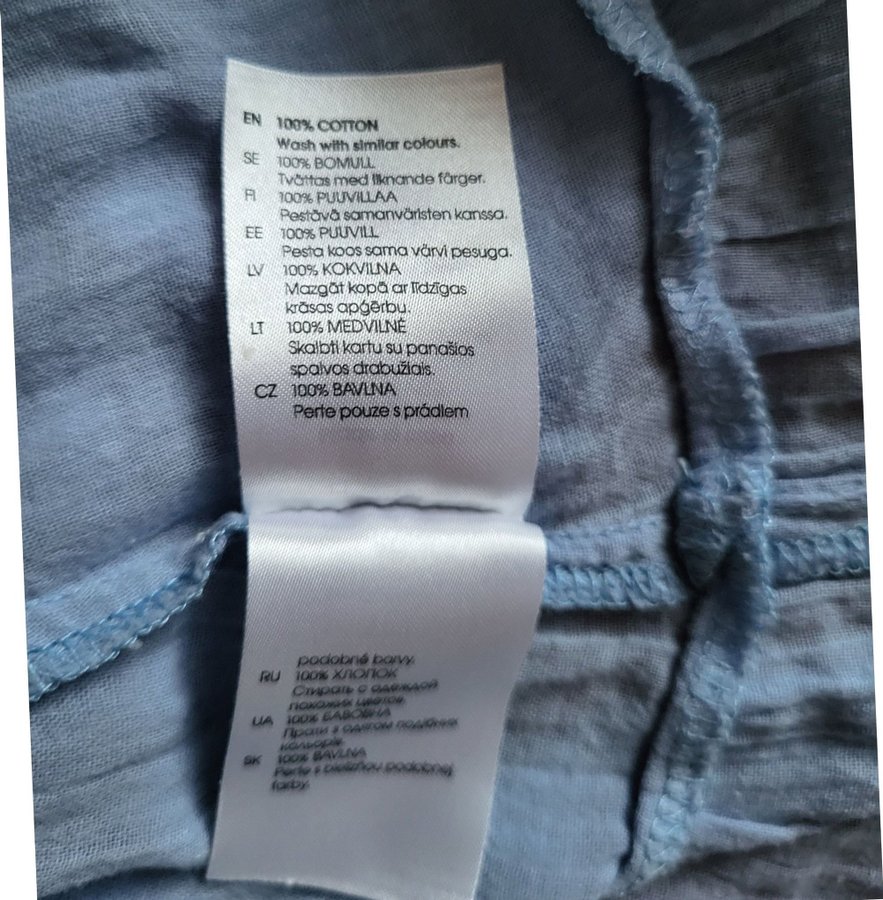 EN 100% COTTON
Wash with similar colours.
SE 100% BOMULL
Tvättas med liknande färger.
FI 100% PUUVILLAA
Pestävä samanväristen kanssa.
EE 100% PUUVILL
Pesta koos sama värvi pesuga.
LV 100% KOKVILNA
Mazgāt kopā ar līdzīgas
krāsas apģērbu.
LT 100% MEDVILNĖ
Skalbti kartu su panašios
spalvos drabužiais.
CZ 100% BAVLNA
Perte pouze s prádlem
podobné barvy.
RU 100% ХЛОПОК
Стирать с одеждой
похожих цветов.
UA 100% БАВОВНА
Прати з одягом подібних
кольорів.
SK 100% BAVLNA
Perte s bielizňou podobnej
farby.